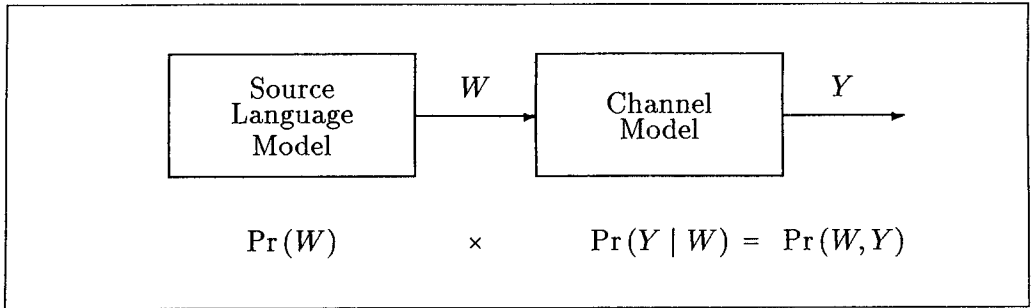 Source
Language
Model
W
Channel
Model
Y
Pr (W) × Pr (Y | W) = Pr (W, Y)